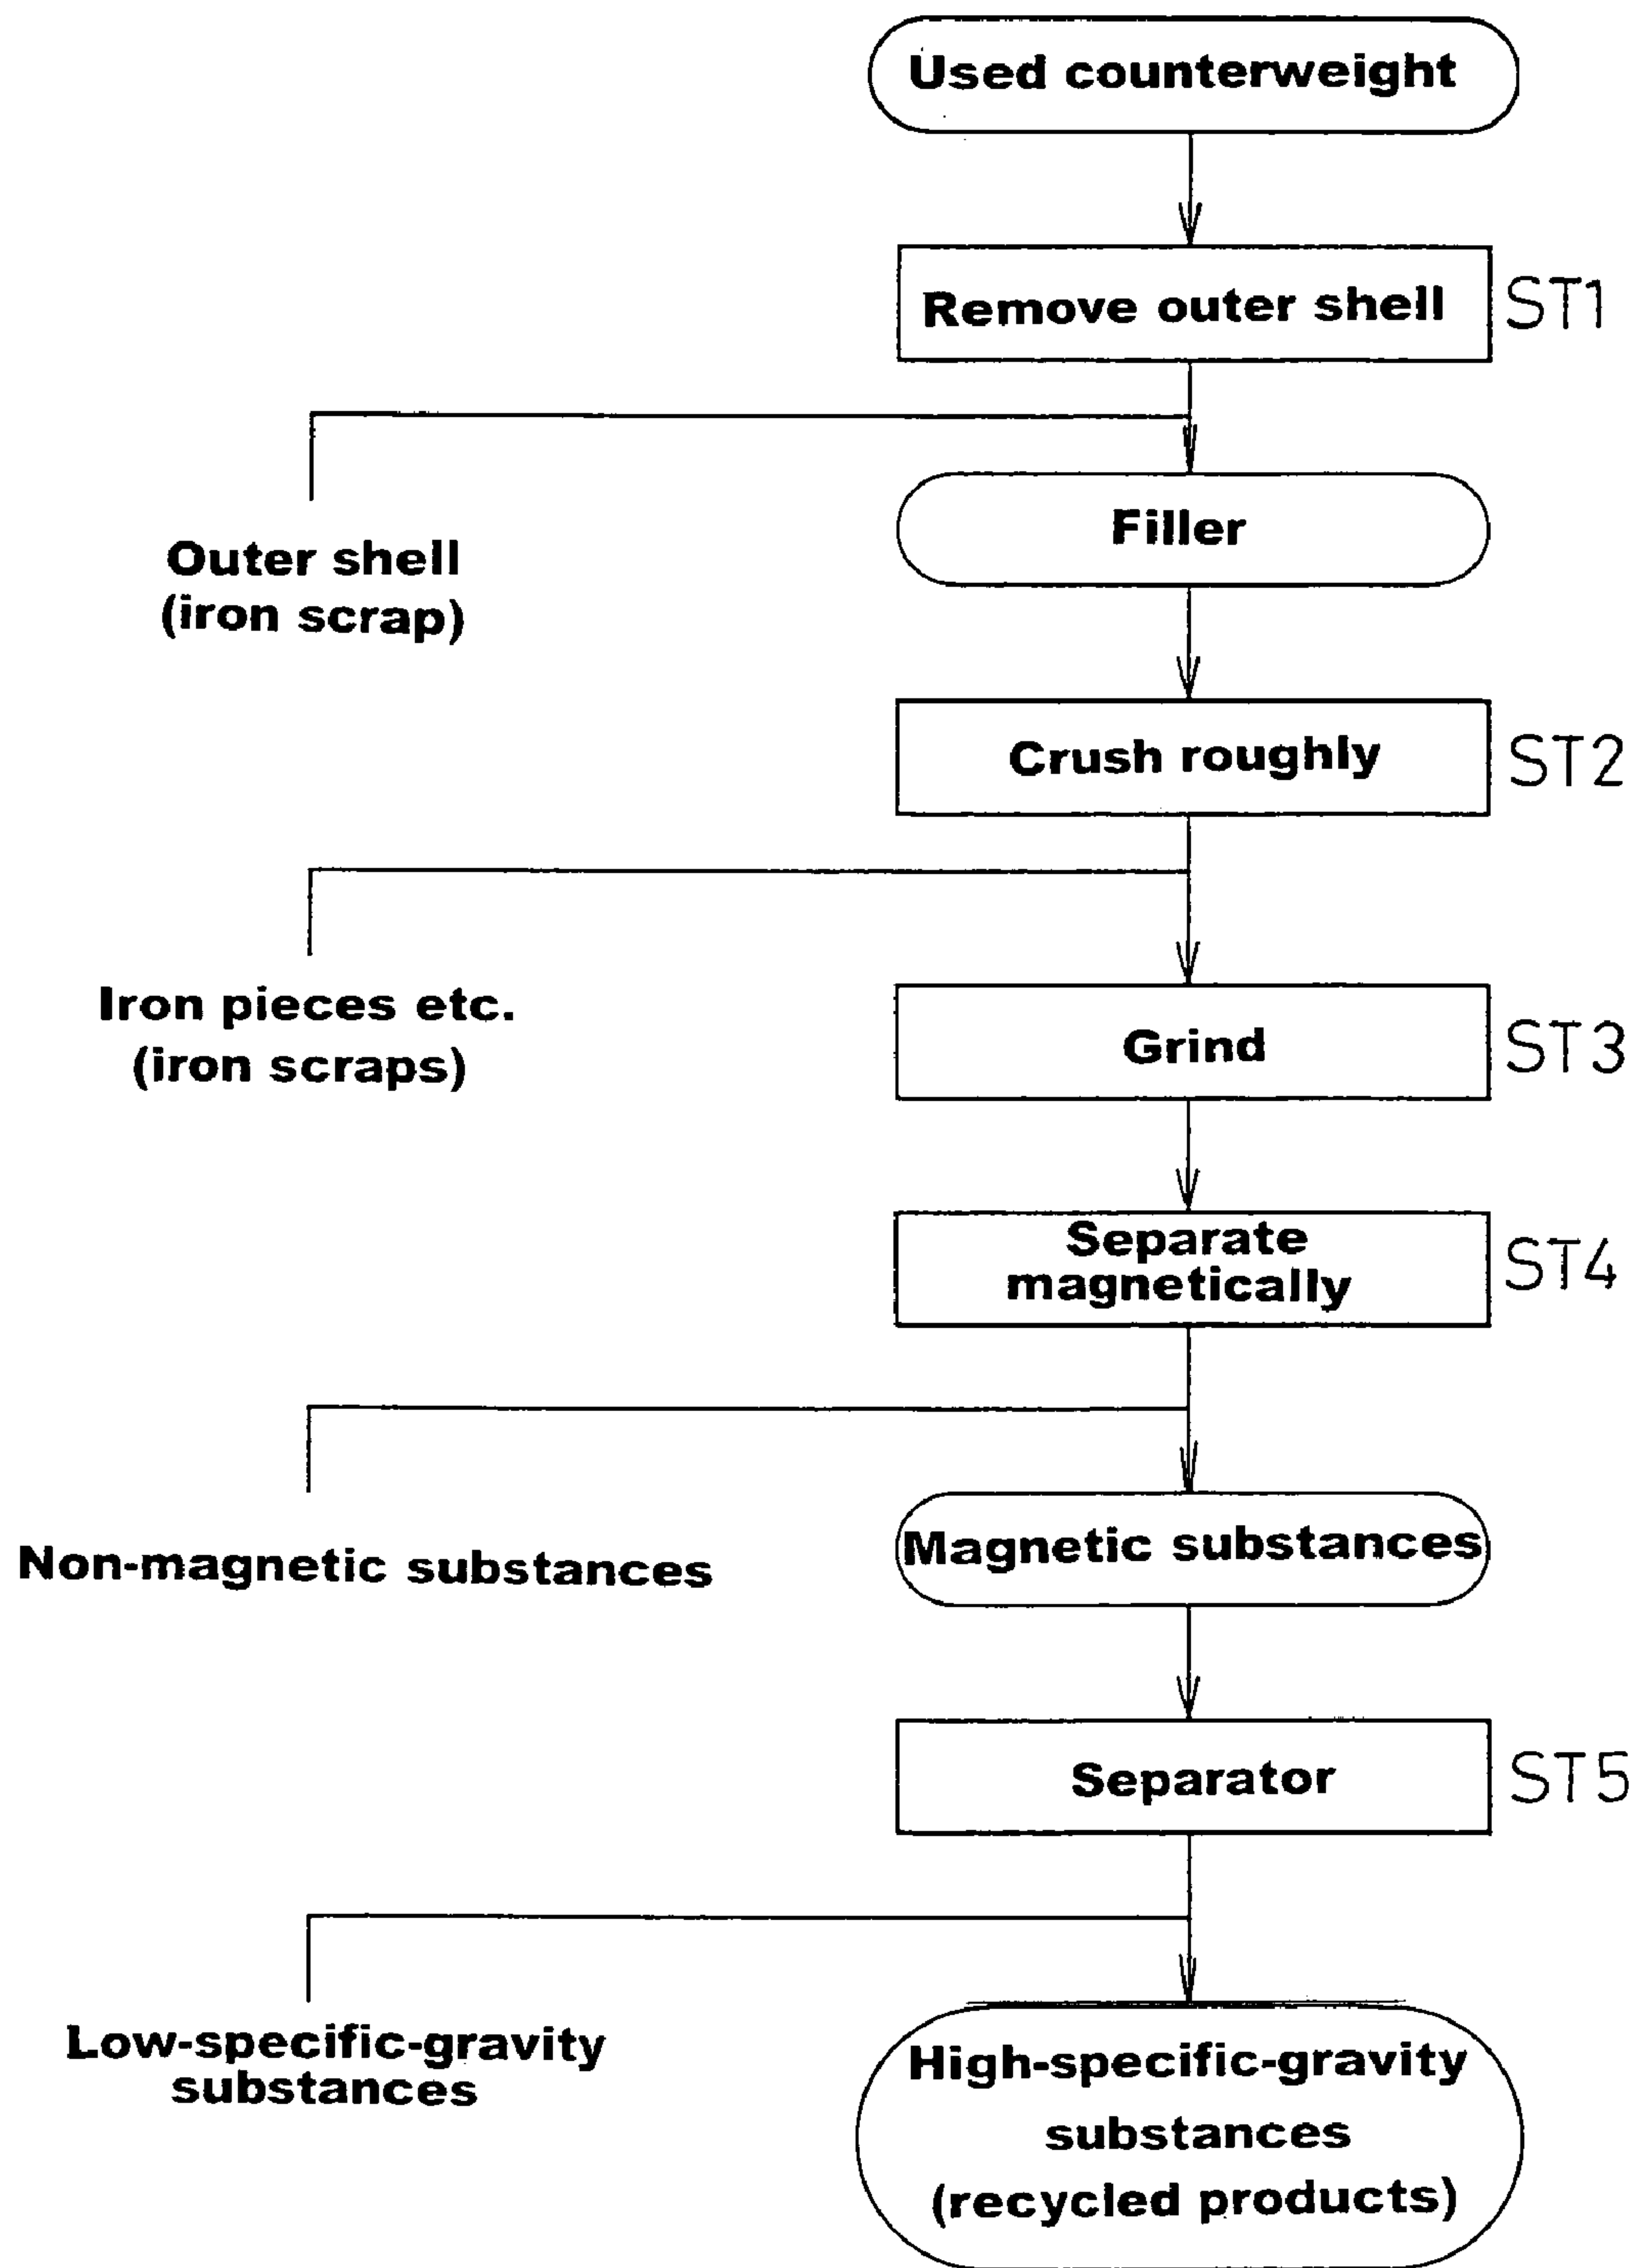 Used counterweight
Remove outer shell
ST1
Outer shell
(iron scrap)
Filler
Crush roughly
ST2
Iron pieces etc.
(iron scraps)
Grind
ST3
Separate
magnetically
ST4
Non-magnetic substances
Magnetic substances
Separator
ST5
Low-specific-gravity
substances
High-specific-gravity
substances
(recycled products)